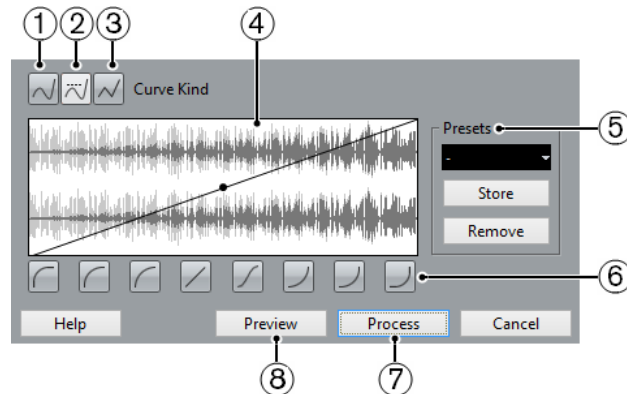 1 2 3 4
Curve Kind
Presets 5
-
Store
Remove
6
Help Preview Process Cancel
8 7